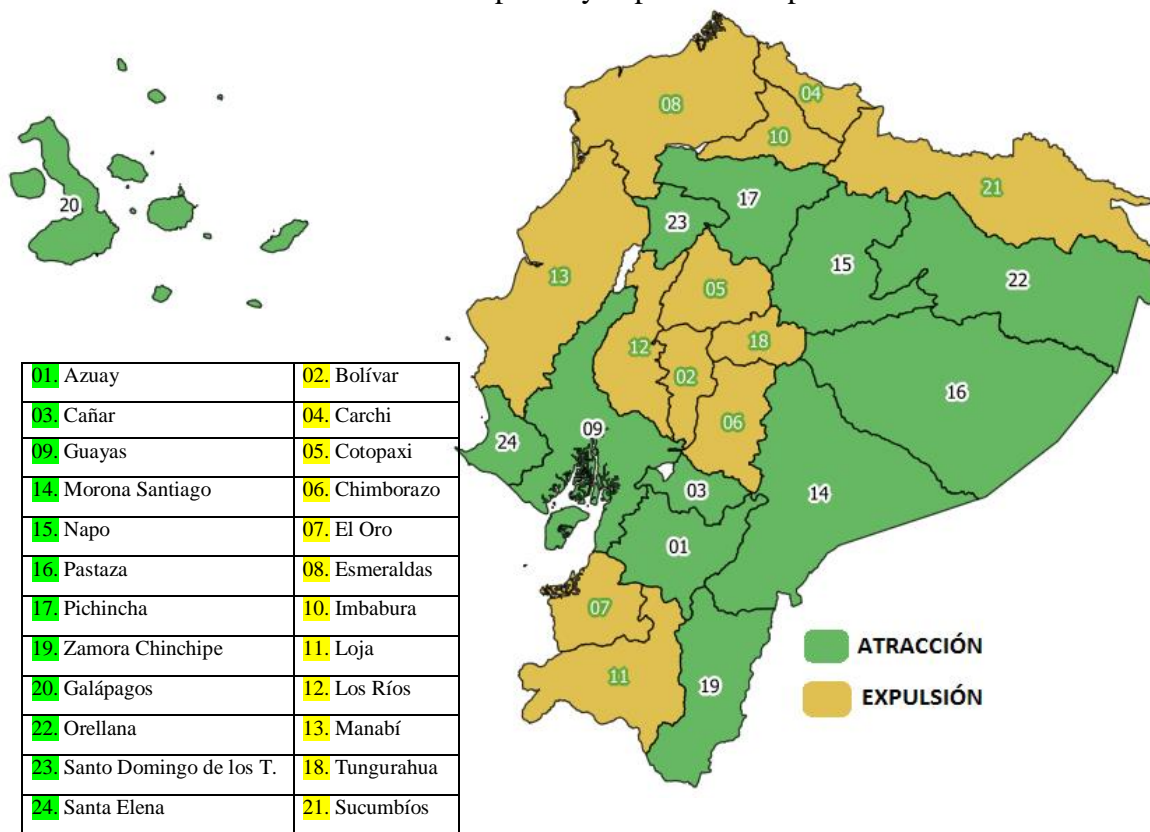 08
04
10
21
17
23
20
15
22
13
05
18
12
02
16
06
09
24
03
14
01
07
11
19
01. Azuay 02. Bolívar
03. Cañar 04. Carchi
09. Guayas 05. Cotopaxi
14. Morona Santiago 06. Chimborazo
15. Napo 07. El Oro
16. Pastaza 08. Esmeraldas
17. Pichincha 10. Imbabura
19. Zamora Chinchipe 11. Loja
20. Galápagos 12. Los Ríos
22. Orellana 13. Manabí
23. Santo Domingo de los T. 18. Tungurahua
24. Santa Elena 21. Sucumbíos
ATRACCIÓN
EXPULSIÓN